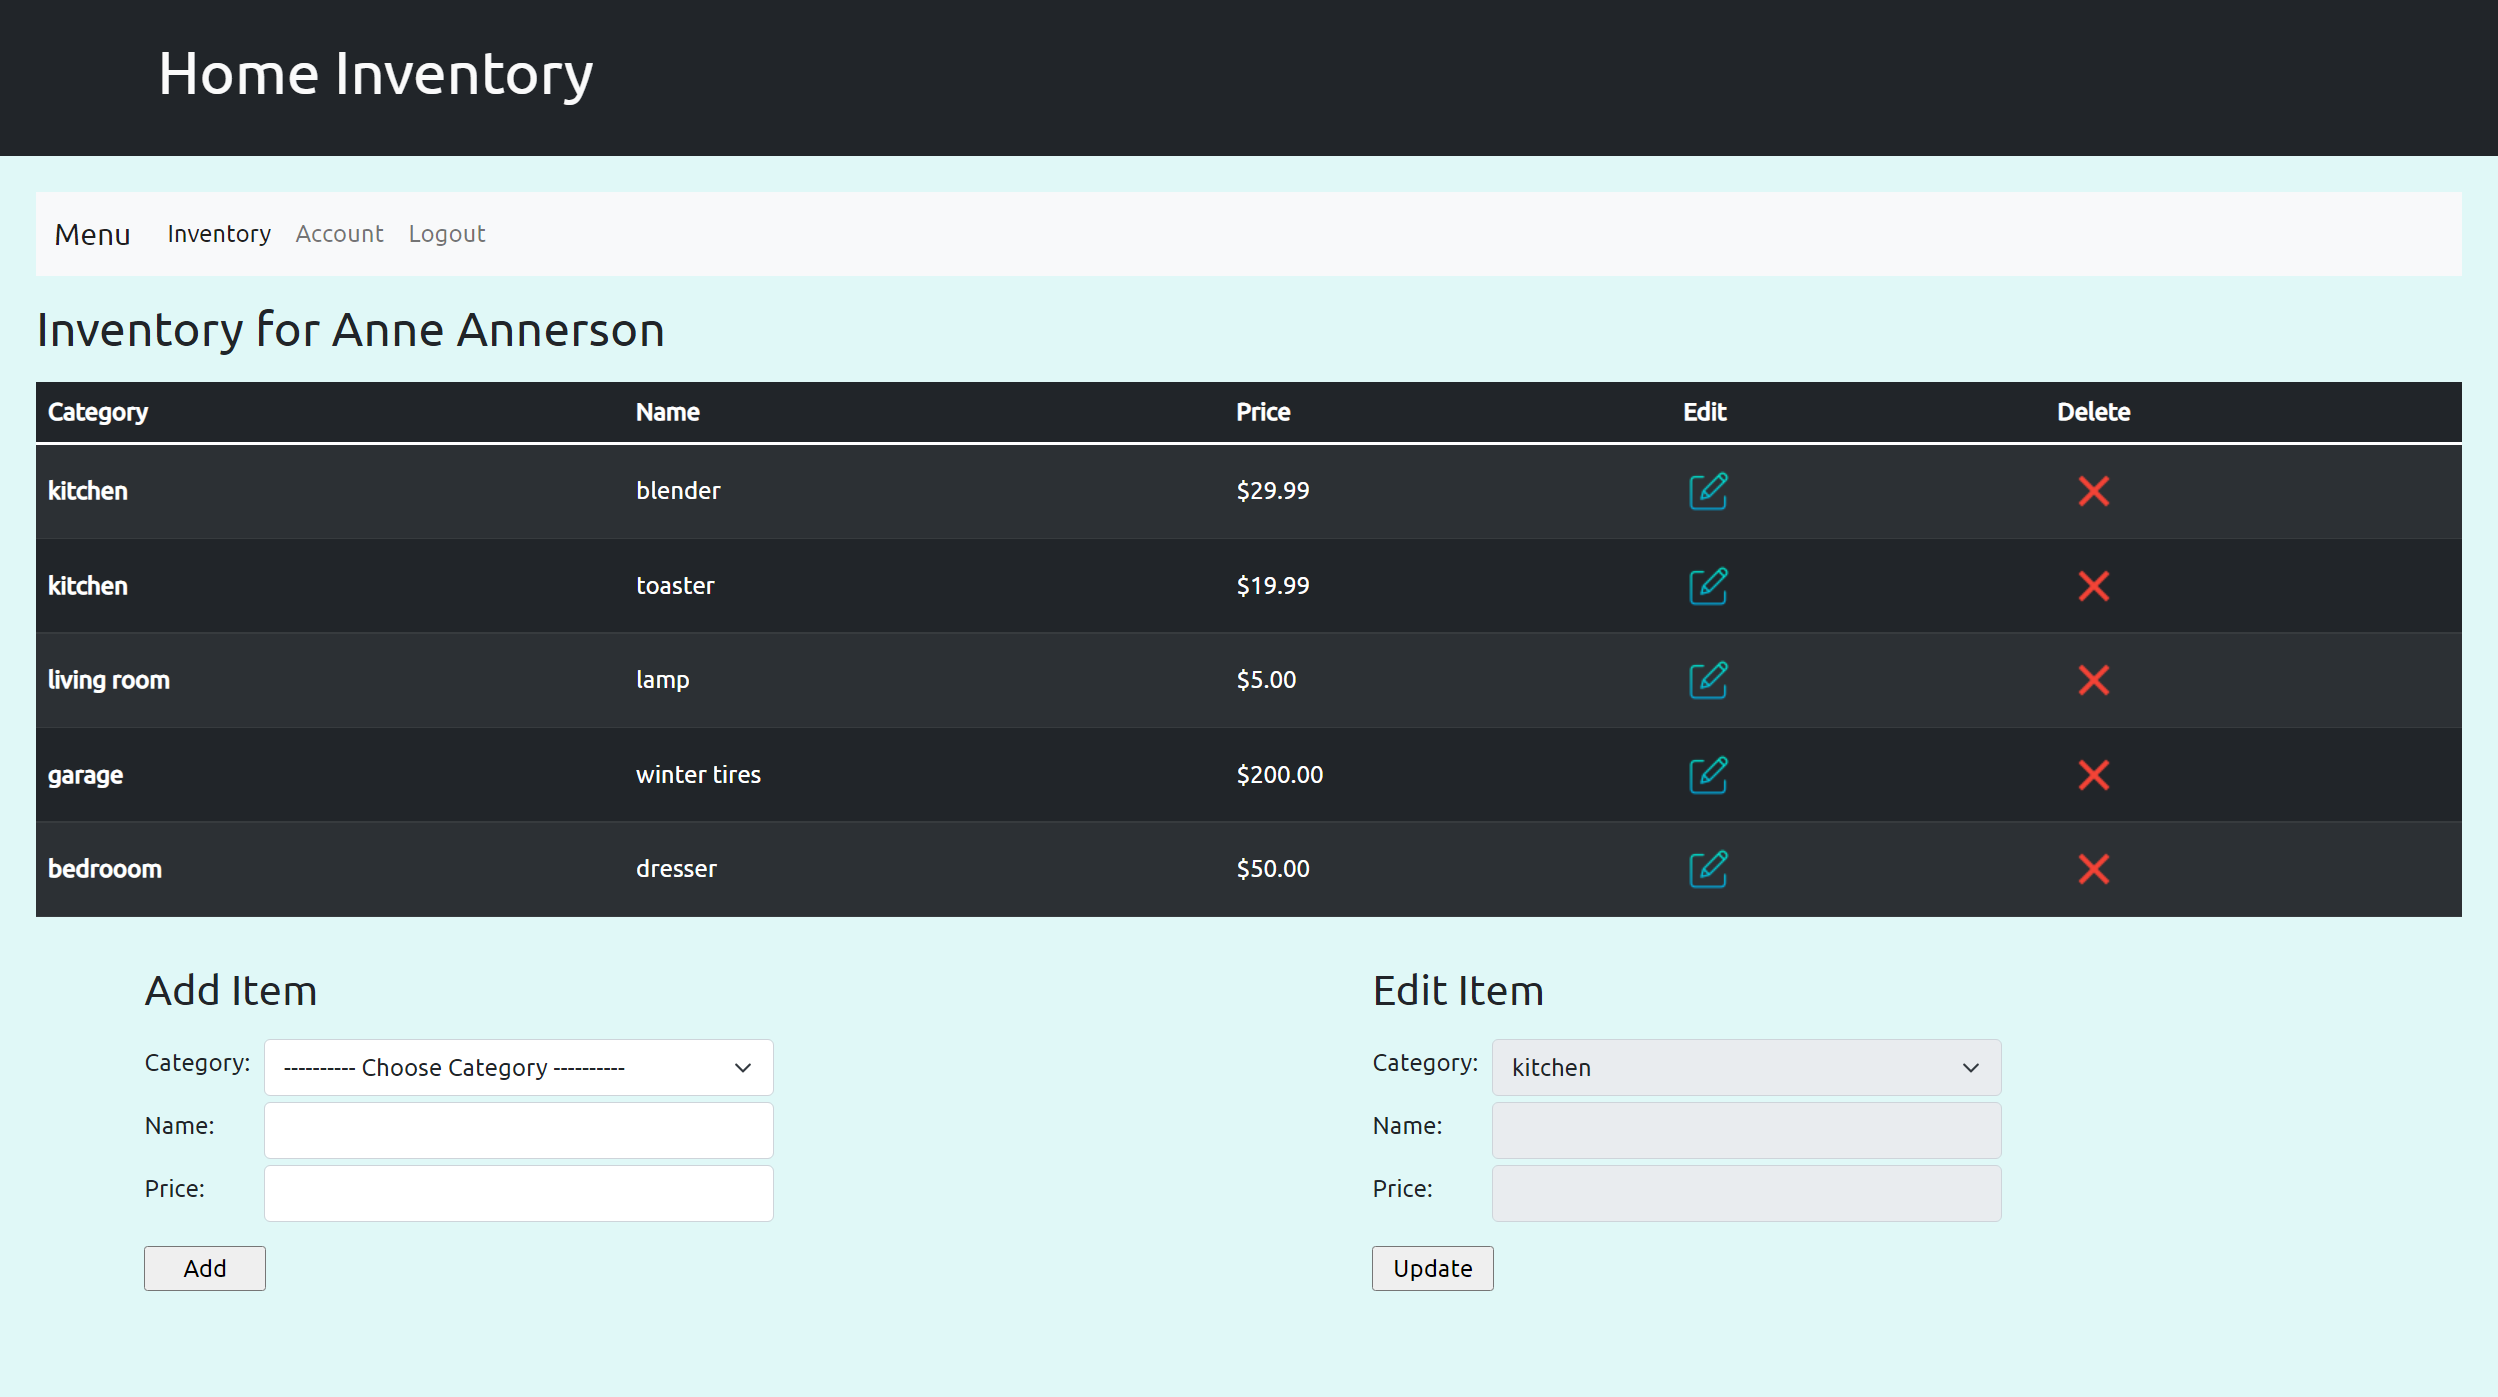 Home Inventory
Menu Inventory Account Logout
Inventory for Anne Annerson
Category Name Price Edit Delete
kitchen blender $29.99
kitchen toaster $19.99
living room lamp $5.00
garage winter tires $200.00
bedrooom dresser $50.00
Add Item
Category: ---------- Choose Category ----------
Name:
Price:
Add
Edit Item
Category: kitchen
Name:
Price:
Update